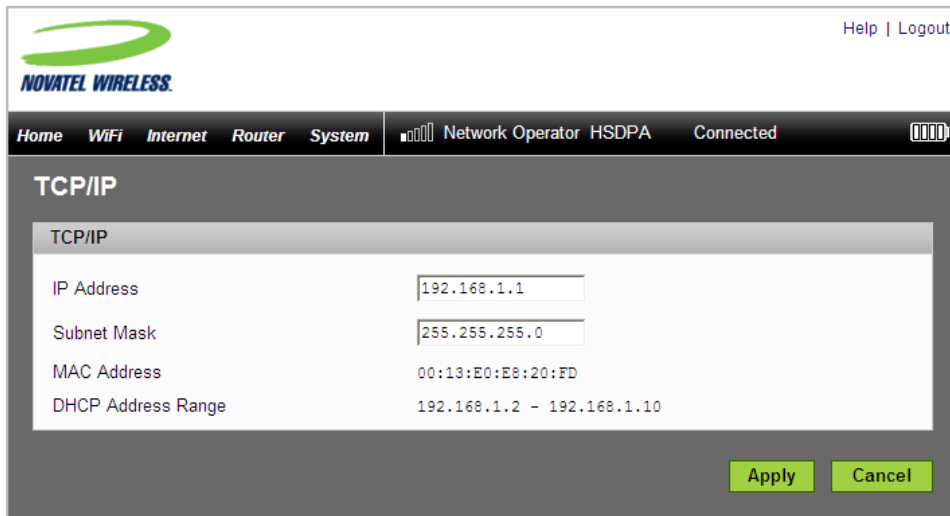 Help | Logout
NOVATEL WIRELESS.
Home WiFi Internet Router System Network Operator HSDPA Connected
TCP/IP
TCP/IP
IP Address 192.168.1.1
Subnet Mask 255.255.255.0
MAC Address 00:13:E0:E8:20:FD
DHCP Address Range 192.168.1.2 - 192.168.1.10
Apply Cancel